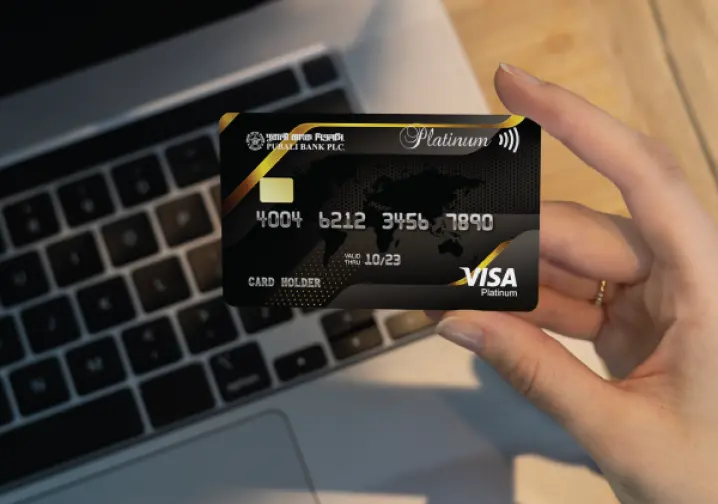 পূবালী ব্যাংক পিএলসি.
PUBALI BANK PLC.
Platinum
4004 6212 3456 7890
VALID
THRU 10/23
CARD HOLDER
VISA
Platinum